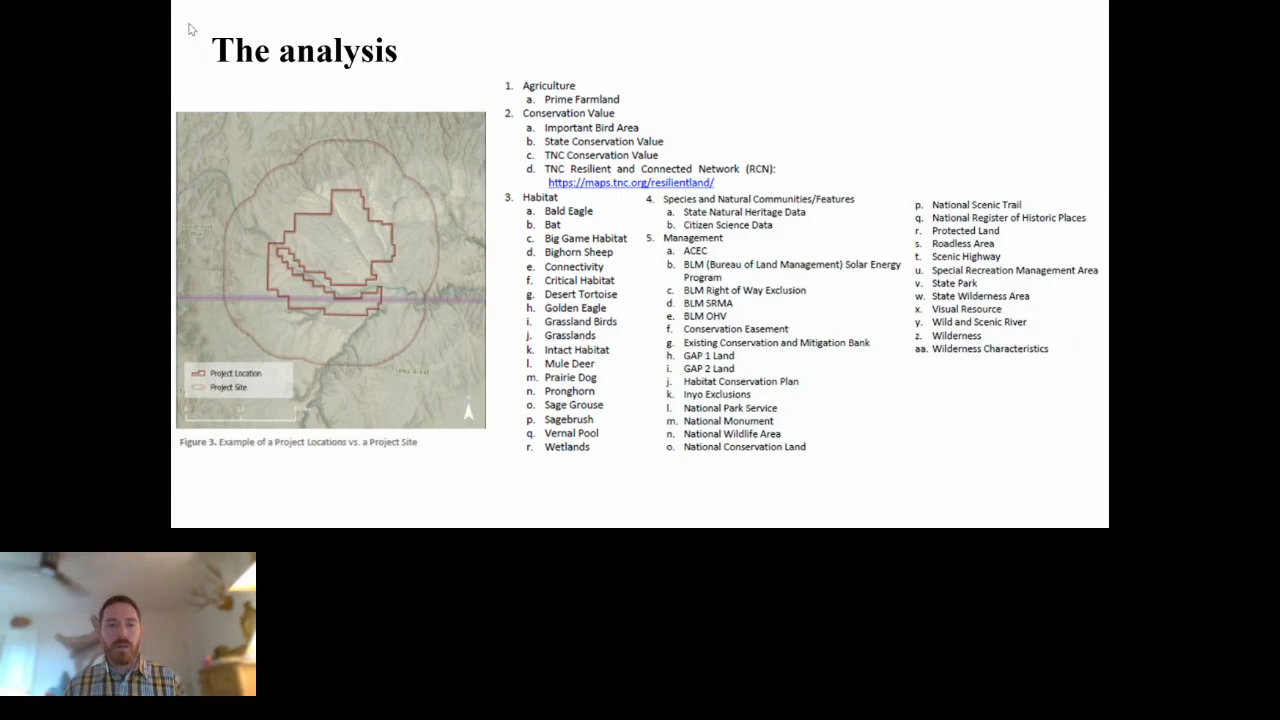 The analysis
1. Agriculture
a. Prime Farmland
2. Conservation Value
a. Important Bird Area
b. State Conservation Value
c. TNC Conservation Value
d. TNC Resilient and Connected Network (RCN):
https://maps.tnc.org/resilientland/
3. Habitat
a. Bald Eagle
b. Bat
c. Big Game Habitat
d. Bighorn Sheep
e. Connectivity
f. Critical Habitat
g. Desert Tortoise
h. Golden Eagle
i. Grassland Birds
j. Grasslands
k. Intact Habitat
l. Mule Deer
m. Prairie Dog
n. Pronghorn
o. Sage Grouse
p. Sagebrush
q. Vernal Pool
r. Wetlands
4. Species and Natural Communities/Features
a. State Natural Heritage Data
b. Citizen Science Data
5. Management
a. ACEC
b. BLM (Bureau of Land Management) Solar Energy
Program
c. BLM Right of Way Exclusion
d. BLM SRMA
e. BLM OHV
f. Conservation Easement
g. Existing Conservation and Mitigation Bank
h. GAP 1 Land
i. GAP 2 Land
j. Habitat Conservation Plan
k. Inyo Exclusions
l. National Park Service
m. National Monument
n. National Wildlife Area
o. National Conservation Land
p. National Scenic Trail
q. National Register of Historic Places
r. Protected Land
s. Roadless Area
t. Scenic Highway
u. Special Recreation Management Area
v. State Park
w. State Wilderness Area
x. Visual Resource
y. Wild and Scenic River
z. Wilderness
aa. Wilderness Characteristics
Project Location
Project Site
Figure 3. Example of a Project Locations vs. a Project Site